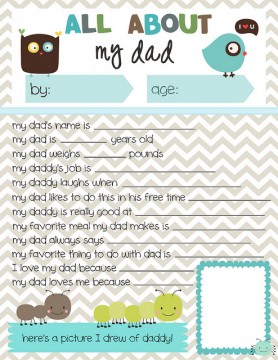 ALL ABOUT
my dad
I ♥ U
by:
age:
my dad's name is
my dad is years old
my dad weighs pounds
my daddy's job is
my daddy laughs when
my dad likes to do this in his free time
my daddy is really good at
my favorite meal my dad makes is
my dad always says
my favorite thing to do with dad is
I love my dad because
my dad loves me because
here's a picture I drew of daddy!